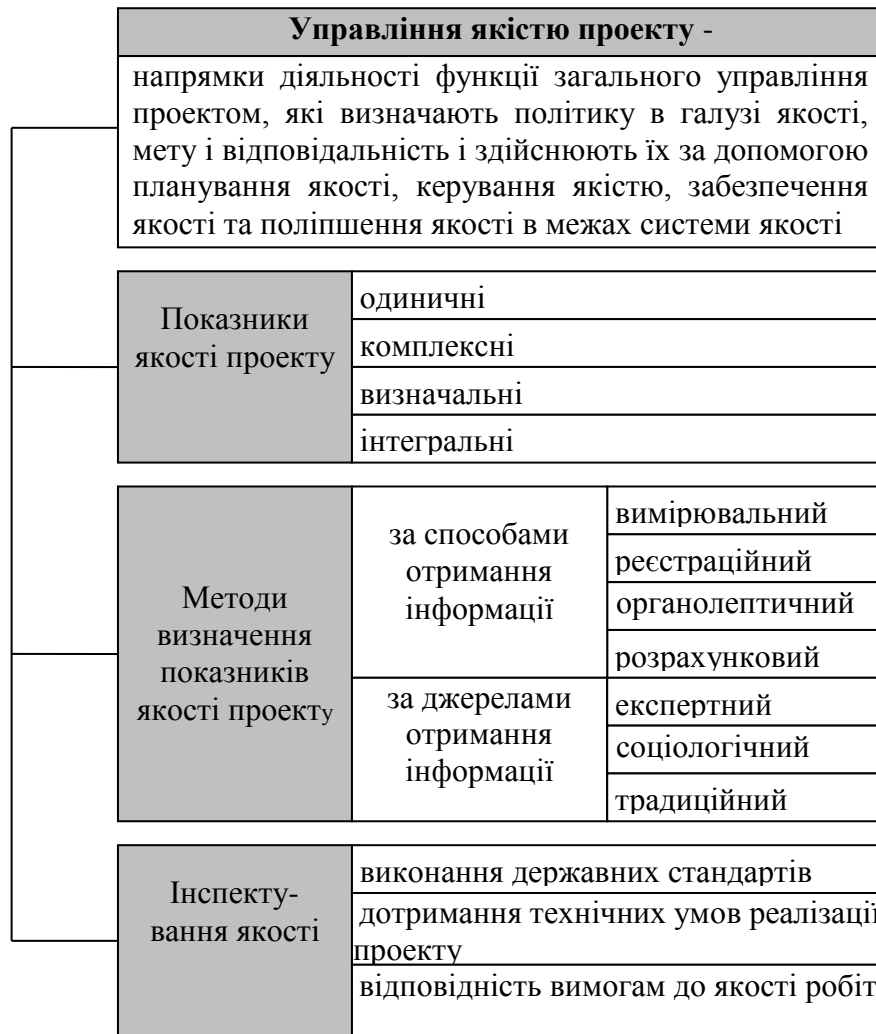 Управління якістю проекту -
напрямки діяльності функції загального управління
проектом, які визначають політику в галузі якості,
мету і відповідальність і здійснюють їх за допомогою
планування якості, керування якістю, забезпечення
якості та поліпшення якості в межах системи якості
Показники
якості проекту
одиничні
комплексні
визначальні
інтегральні
Методи
визначення
показників
якості проекту
за способами
отримання
інформації
вимірювальний
реєстраційний
органолептичний
розрахунковий
за джерелами
отримання
інформації
експертний
соціологічний
традиційний
Інспекту-
вання якості
виконання державних стандартів
дотримання технічних умов реалізації
проекту
відповідність вимогам до якості робіт